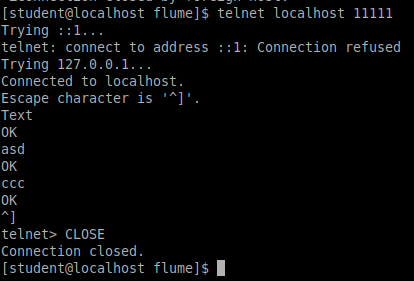 [student@localhost flume]$ telnet localhost 11111
Trying ::1...
telnet: connect to address ::1: Connection refused
Trying 127.0.0.1...
Connected to localhost.
Escape character is '^]'.
Text
OK
asd
OK
ccc
OK
^]
telnet> CLOSE
Connection closed.
[student@localhost flume]$